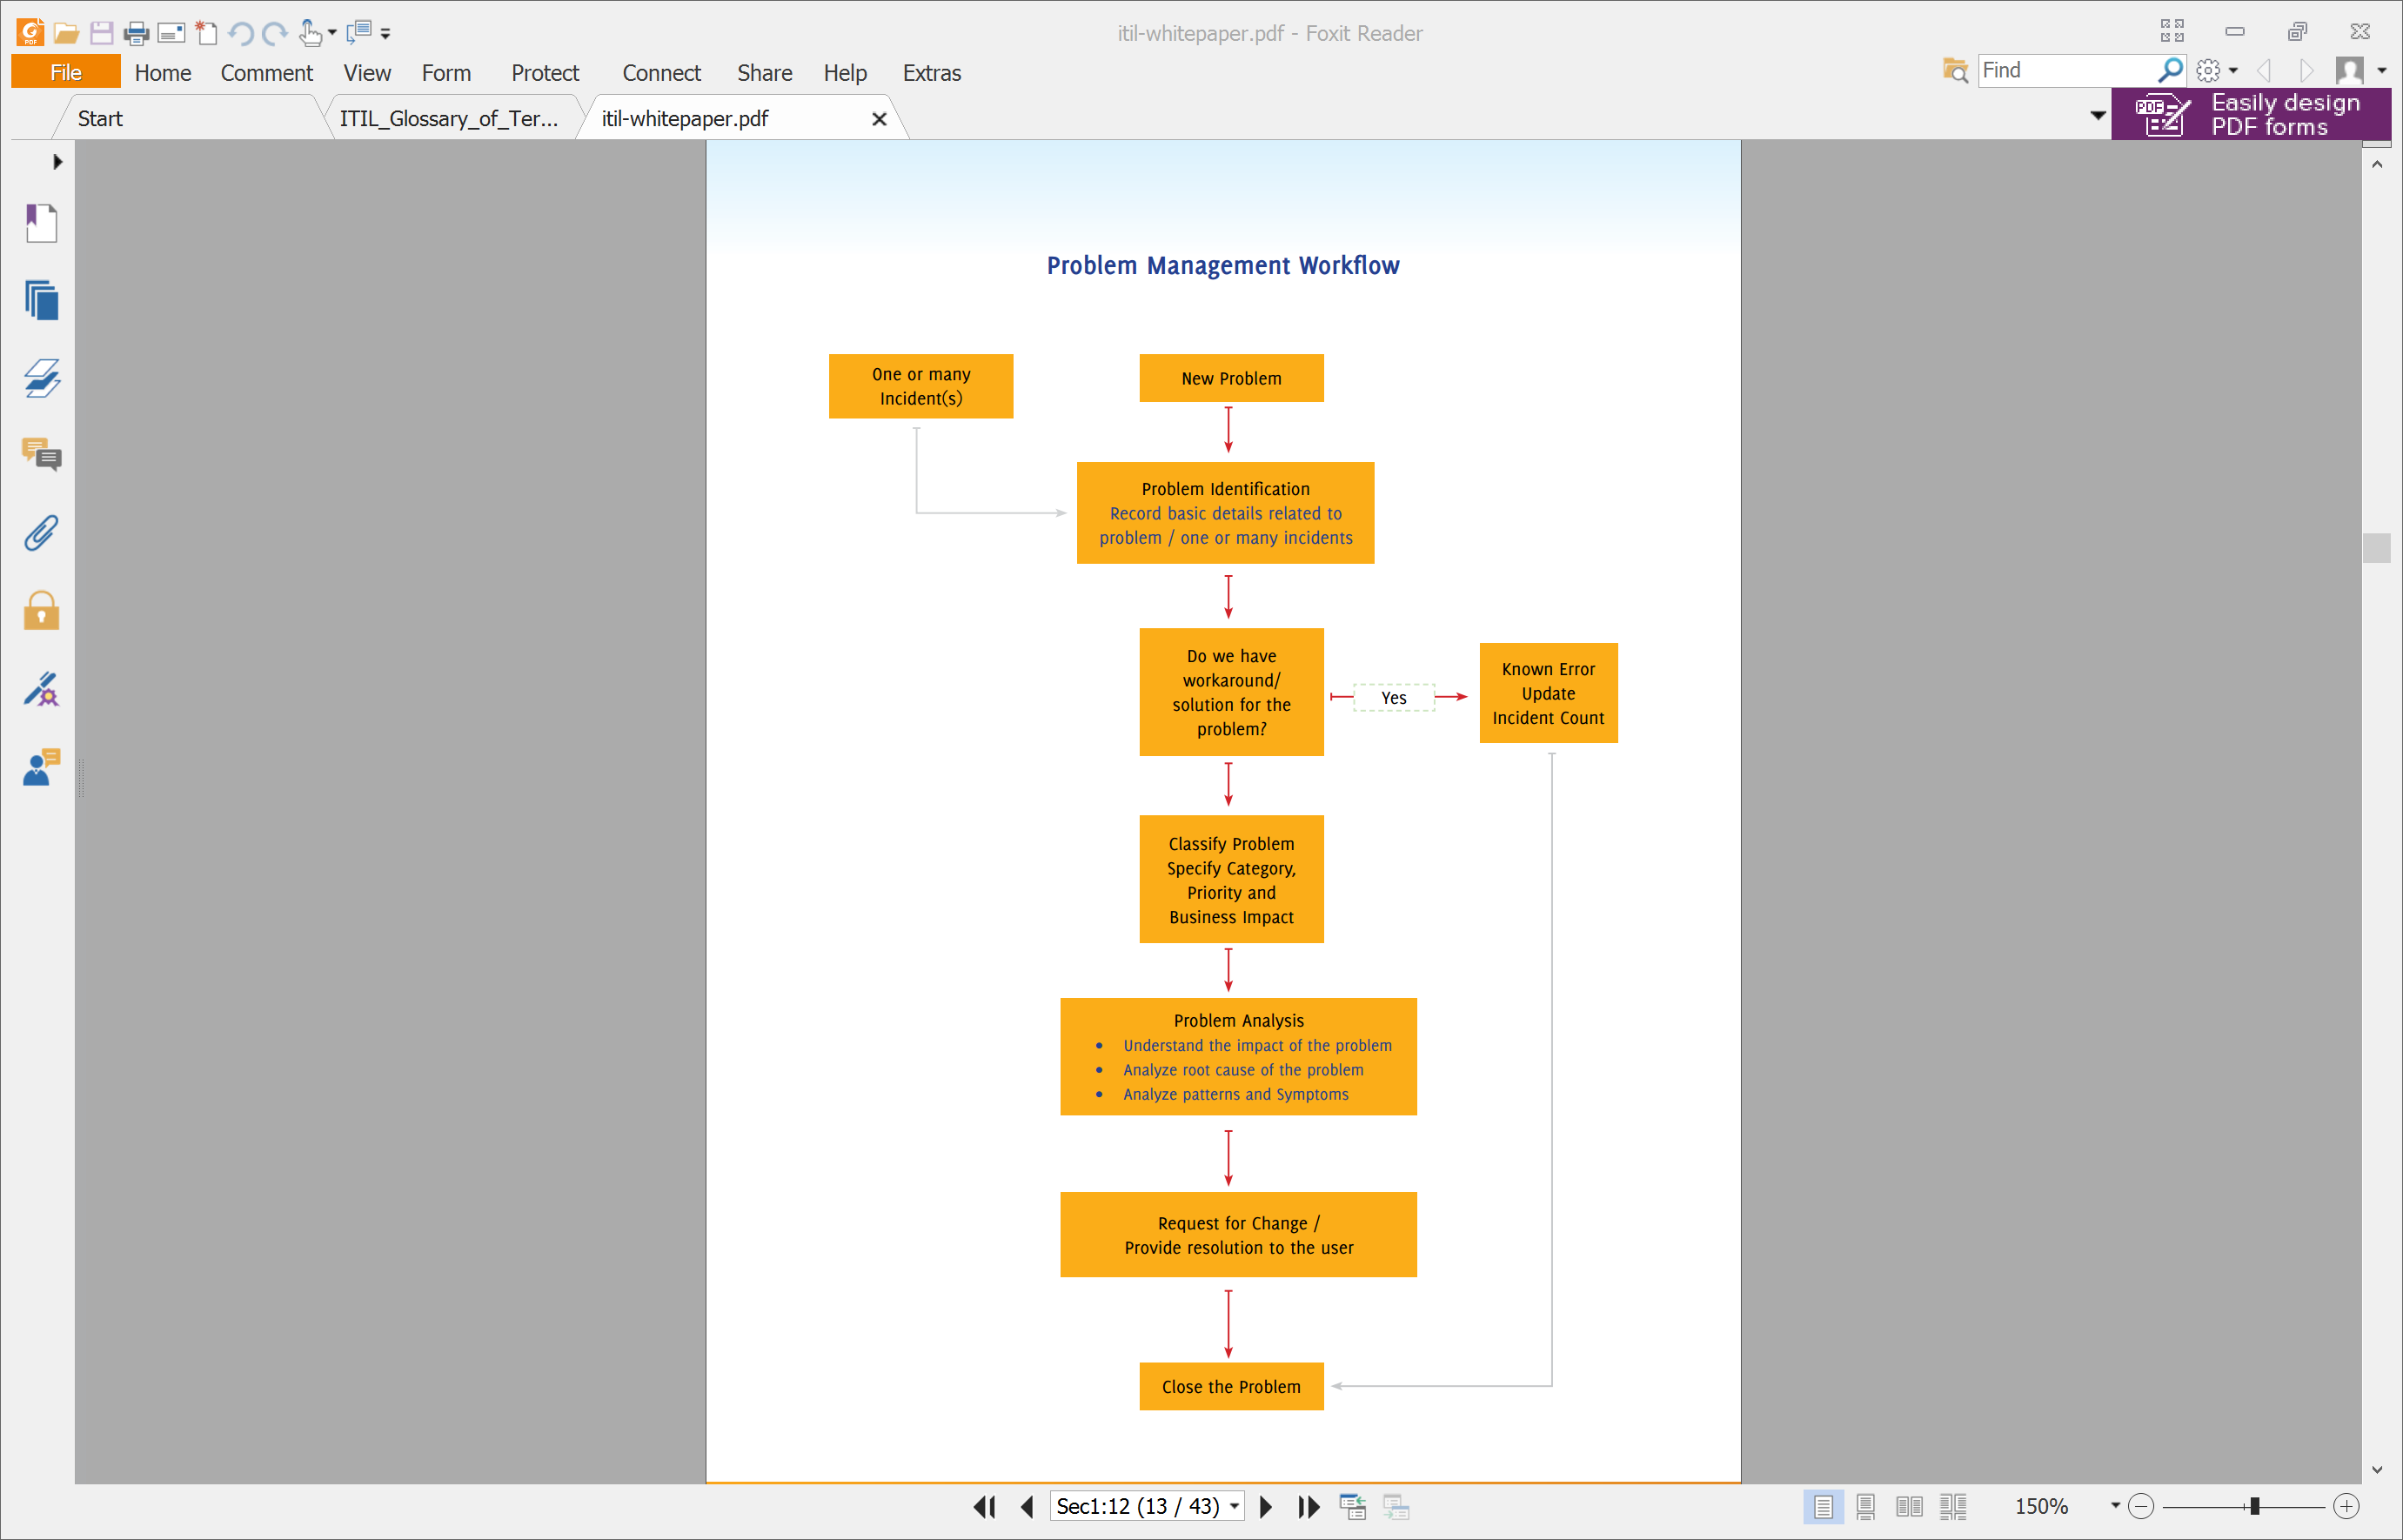 itil-whitepaper.pdf - Foxit Reader
File Home Comment View Form Protect Connect Share Help Extras
Find
Start
ITIL_Glossary_of_Ter...
itil-whitepaper.pdf
Easily design
PDF forms
Problem Management Workflow
One or many
Incident(s)
New Problem
Problem Identification
Record basic details related to
problem / one or many incidents
Do we have
workaround/
solution for the
problem?
Yes
Known Error
Update
Incident Count
Classify Problem
Specify Category,
Priority and
Business Impact
Problem Analysis
• Understand the impact of the problem
• Analyze root cause of the problem
• Analyze patterns and Symptoms
Request for Change /
Provide resolution to the user
Close the Problem
Sec1:12 (13 / 43)
150%